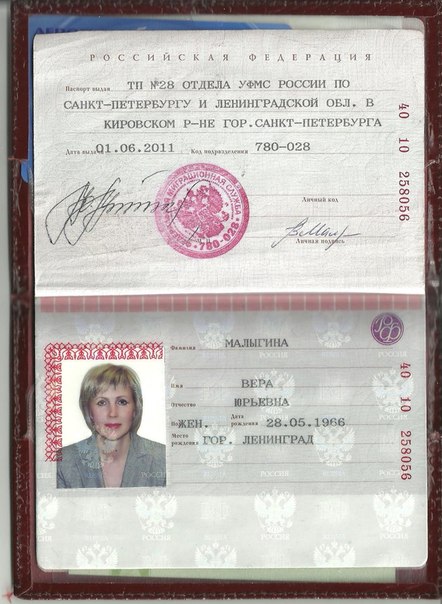 РОССИЙСКАЯ ФЕДЕРАЦИЯ
Паспорт выдан ТП №28 ОТДЕЛА УФМС РОССИИ ПО
САНКТ-ПЕТЕРБУРГУ И ЛЕНИНГРАДСКОЙ ОБЛ. В
КИРОВСКОМ Р-НЕ ГОР.САНКТ-ПЕТЕРБУРГА
Дата выдачи 01.06.2011 Код подразделения 780-028
40 10 258056
МИГРАЦИОННАЯ СЛУЖБА
780-028
Личный код
Личная подпись
Фамилия МАЛЫГИНА
Имя ВЕРА
Отчество ЮРЬЕВНА
Пол ЖЕН. Дата рождения 28.05.1966
Место рождения ГОР. ЛЕНИНГРАД
40 10 258056
РОССИЯ